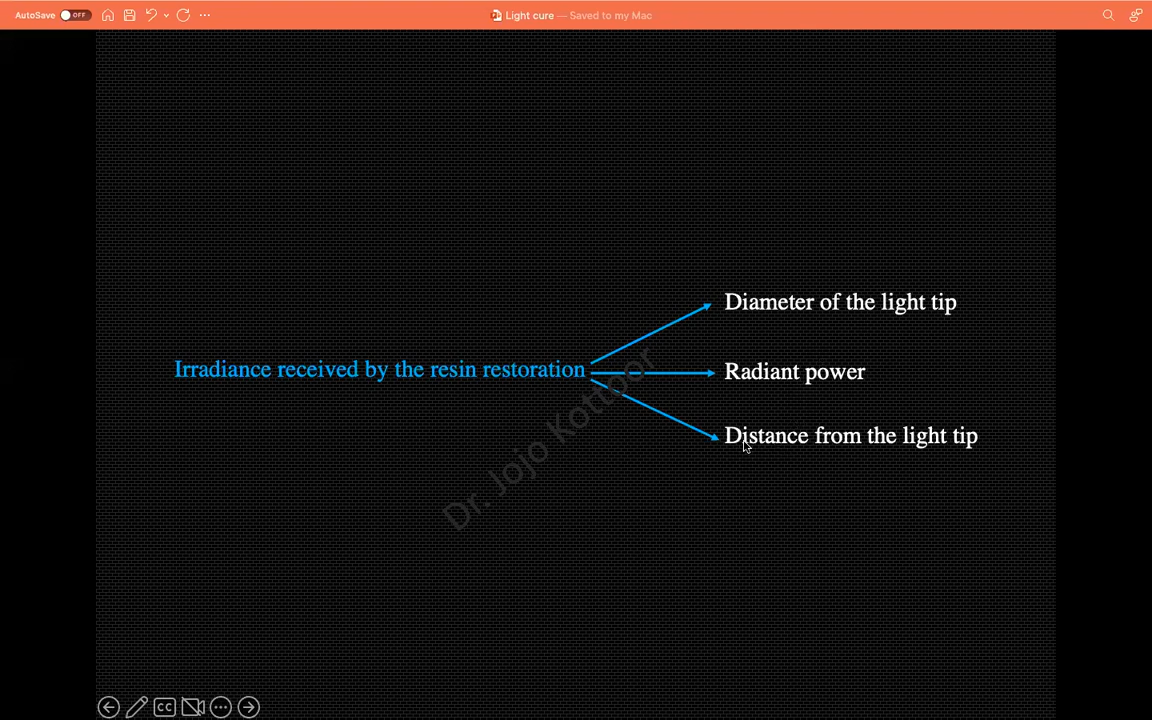 AutoSave OFF
Light cure — Saved to my Mac
Diameter of the light tip
Irradiance received by the resin restoration
Radiant power
Distance from the light tip
Dr. Jojo Kottoor
CC